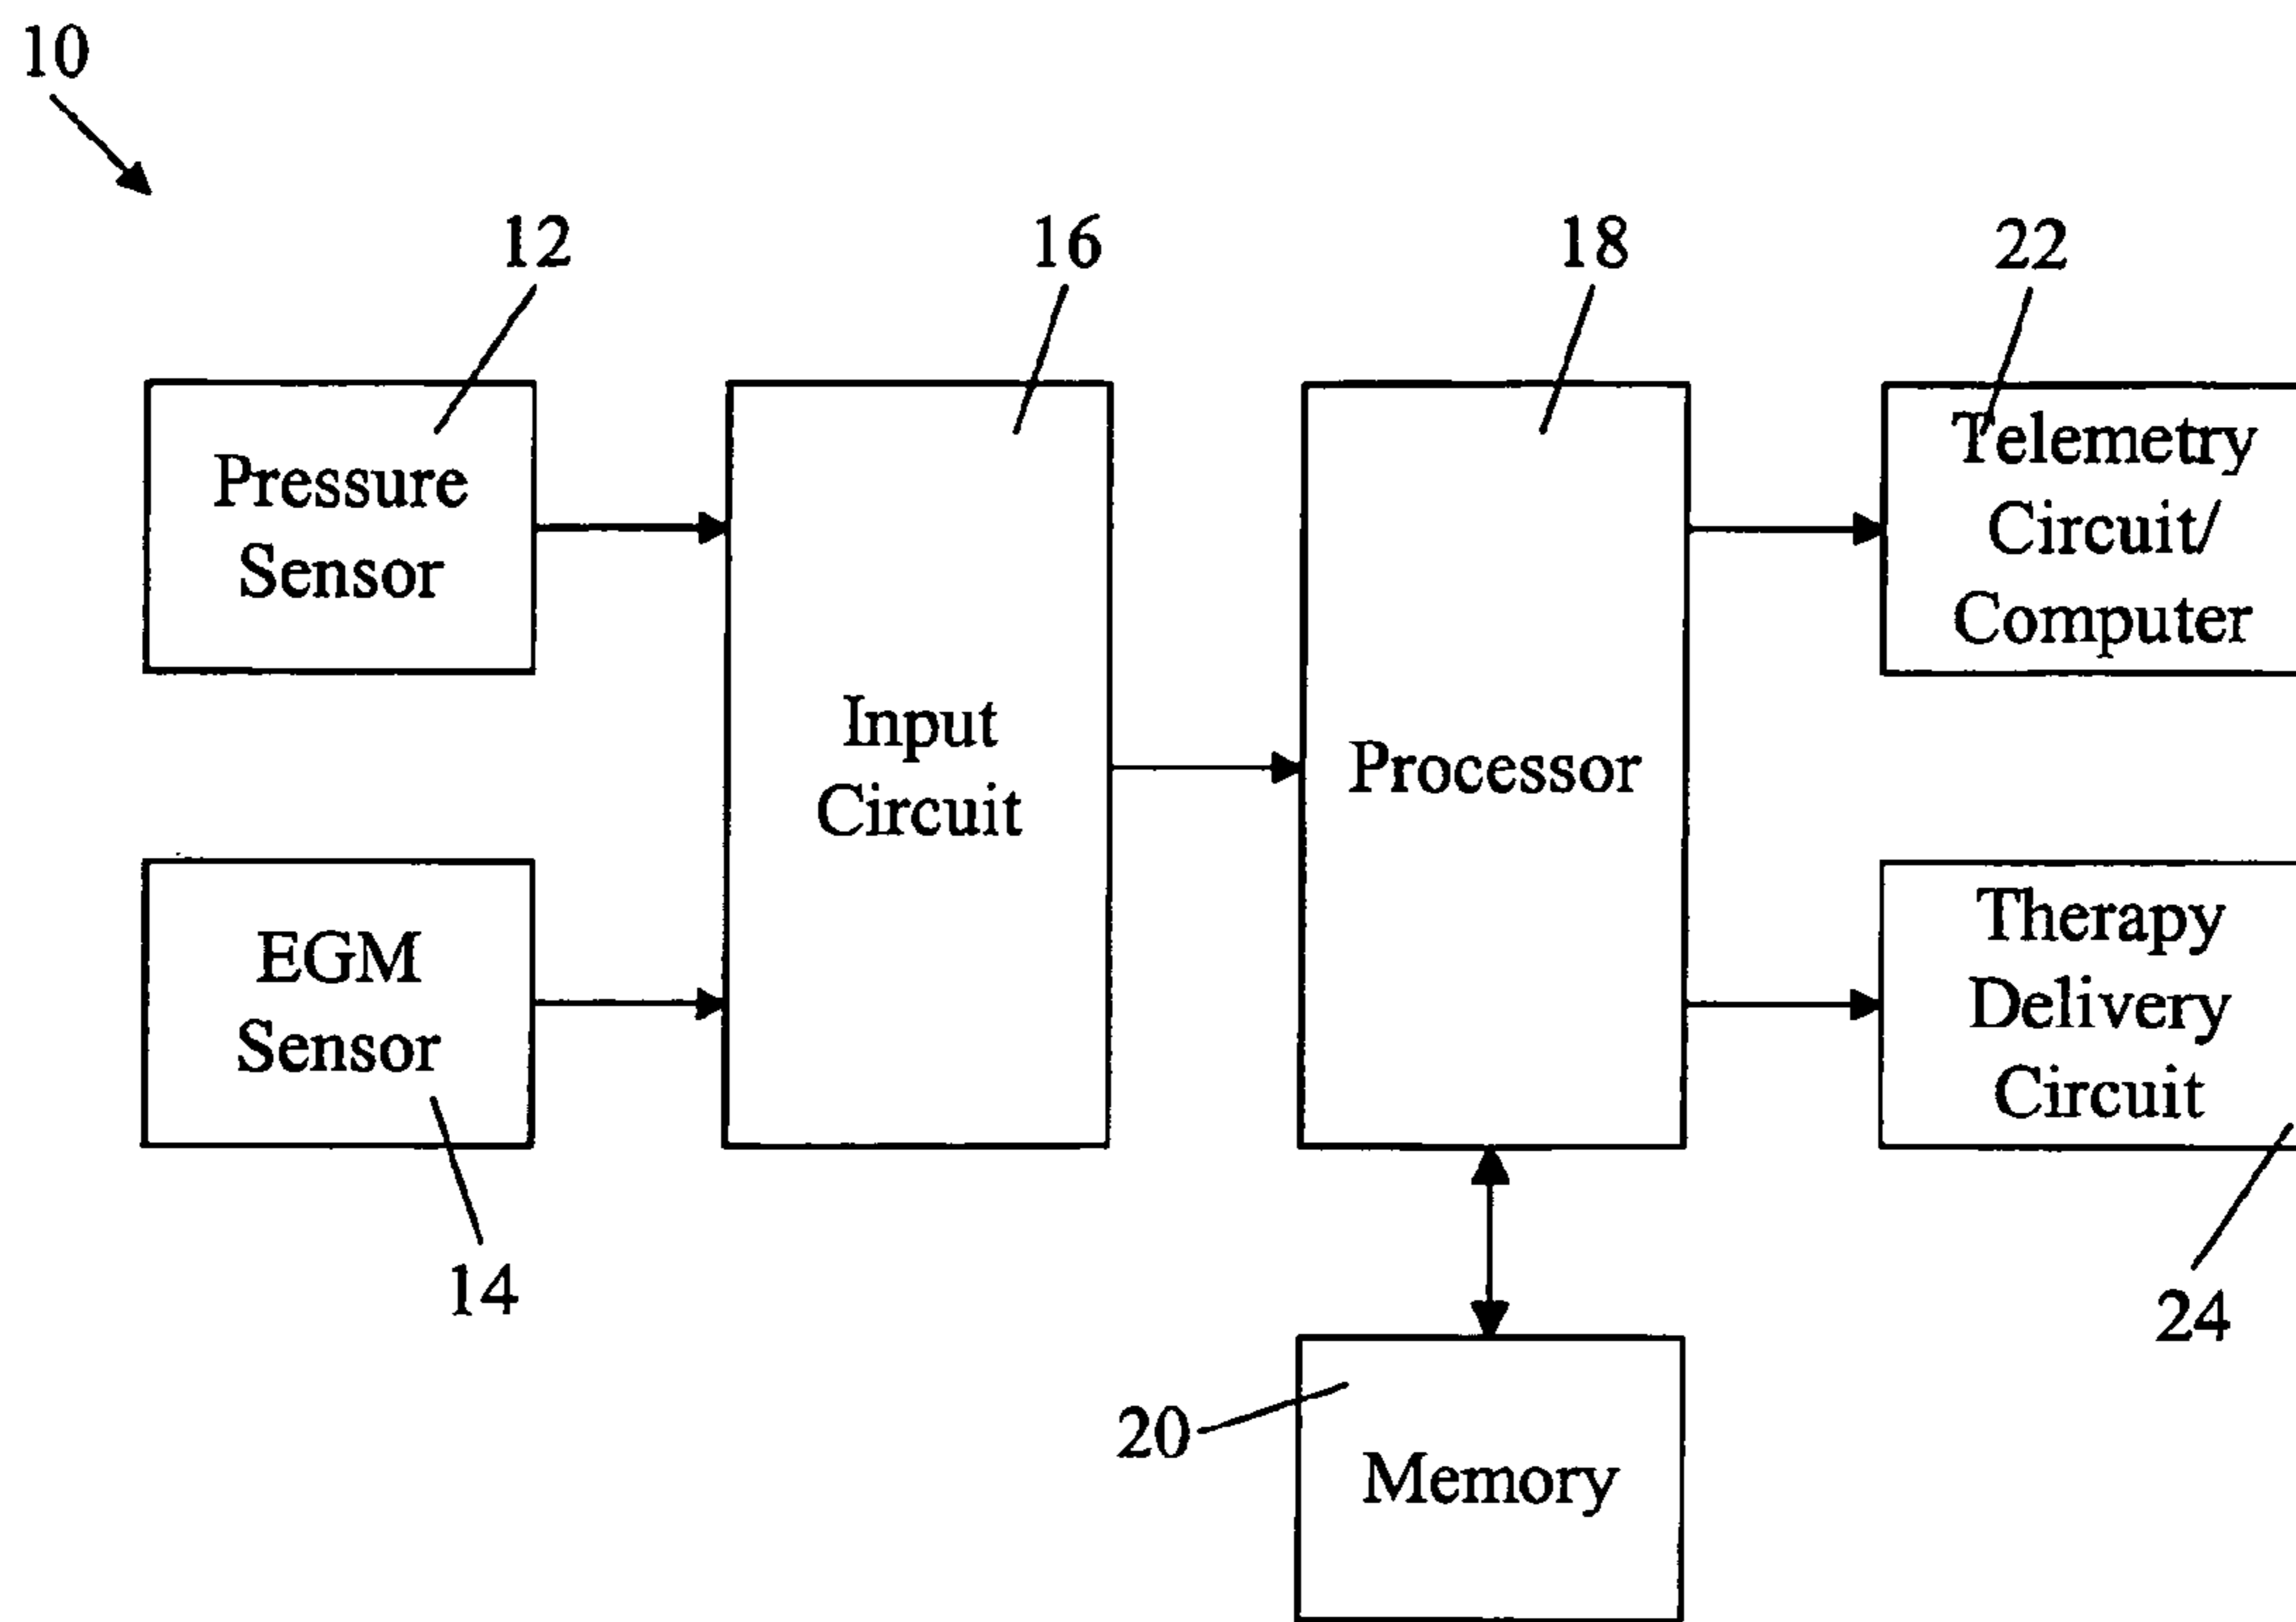 10
12
16
18
22
Pressure
Sensor
Input
Circuit
Processor
Telemetry
Circuit/
Computer
EGM
Sensor
Therapy
Delivery
Circuit
14
24
20
Memory